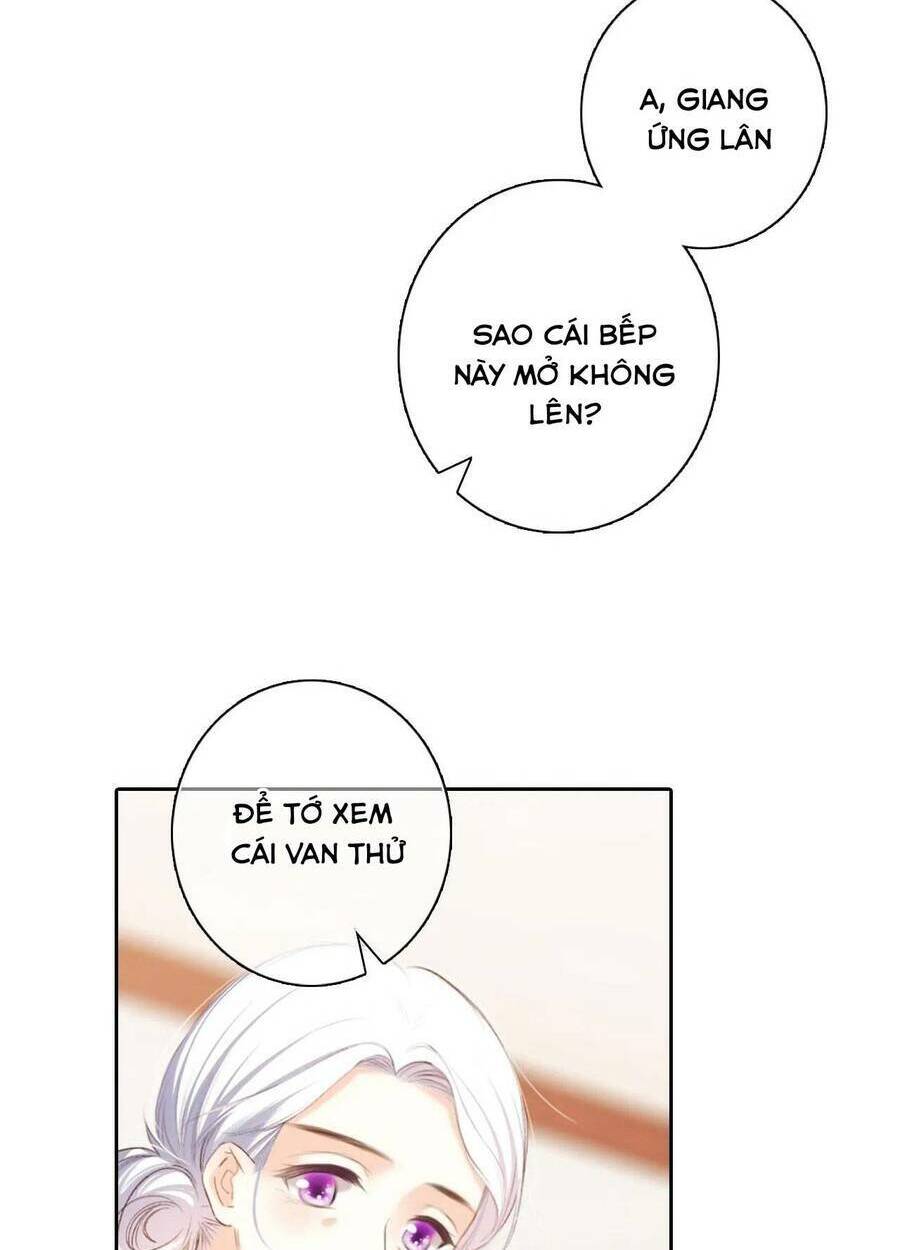 A, GIANG
ỨNG LÂN
SAO CÁI BẾP
NÀY MỞ KHÔNG
LÊN?
ĐỂ TỚ XEM
CÁI VAN THỬ